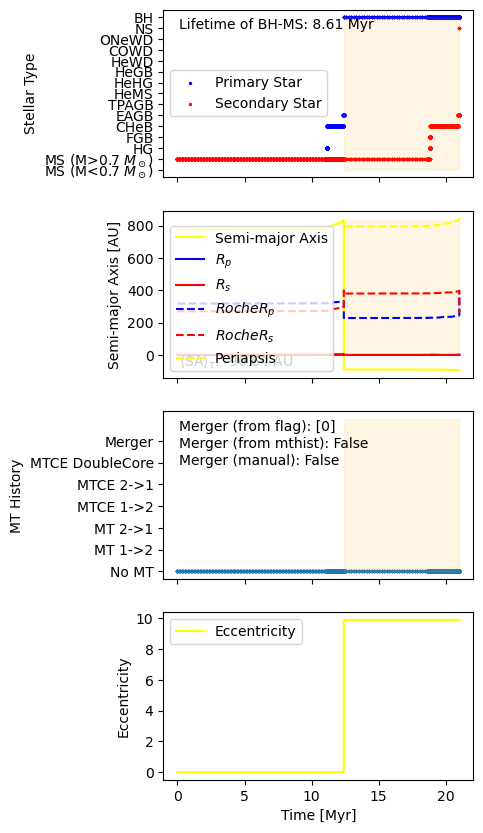 BH
NS
ONeWD
COWD
HeWD
HeGB
HeHG
HeMS
TPAGB
EAGB
CHeB
FGB
HG
MS (M>0.7 M⊙)
MS (M<0.7 M⊙)
Stellar Type
Lifetime of BH-MS: 8.61 Myr
Primary Star
Secondary Star
800
600
400
200
0
Semi-major Axis [AU]
Semi-major Axis
Rp
Rs
RocheRp
RocheRs
Periapsis
Merger
MTCE DoubleCore
MTCE 2->1
MTCE 1->2
MT 2->1
MT 1->2
No MT
MT History
Merger (from flag): [0]
Merger (from mthist): False
Merger (manual): False
10
8
6
4
2
0
Eccentricity
Eccentricity
0
5
10
15
20
Time [Myr]